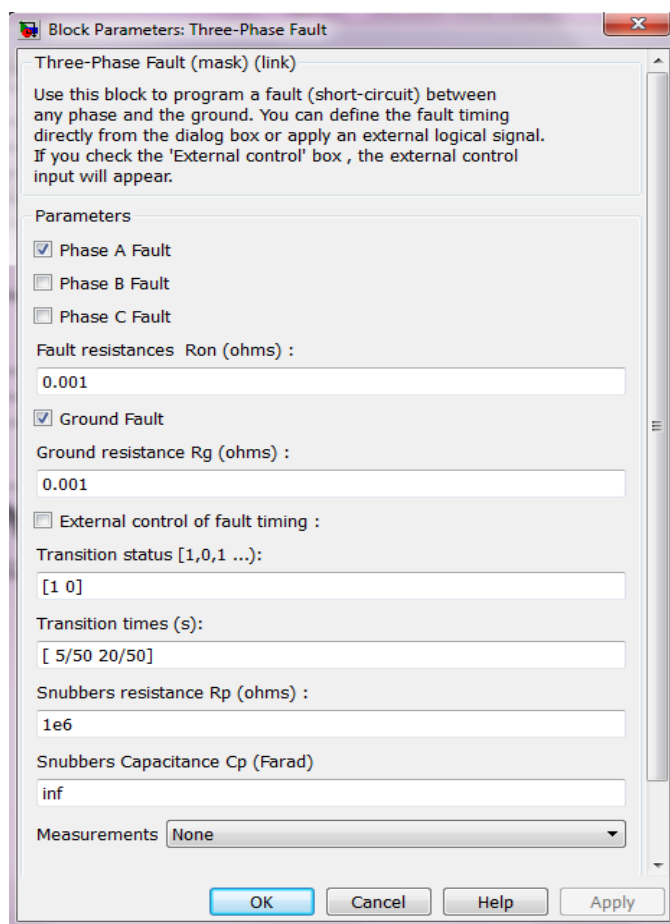 Block Parameters: Three-Phase Fault
Three-Phase Fault (mask) (link)
Use this block to program a fault (short-circuit) between
any phase and the ground. You can define the fault timing
directly from the dialog box or apply an external logical signal.
If you check the 'External control' box , the external control
input will appear.
Parameters
Phase A Fault
Phase B Fault
Phase C Fault
Fault resistances Ron (ohms) :
0.001
Ground Fault
Ground resistance Rg (ohms) :
0.001
External control of fault timing :
Transition status [1,0,1 ...):
[1 0]
Transition times (s):
[ 5/50 20/50]
Snubbers resistance Rp (ohms) :
1e6
Snubbers Capacitance Cp (Farad)
inf
Measurements None
OK Cancel Help Apply